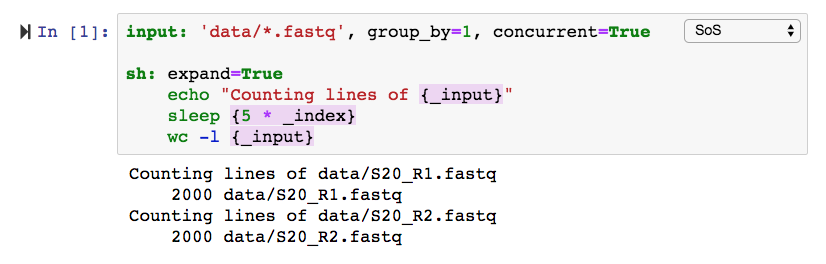 In [1]: input: 'data/*.fastq', group_by=1, concurrent=True SoS
sh: expand=True
echo "Counting lines of {_input}"
sleep {5 * _index}
wc -l {_input}
Counting lines of data/S20_R1.fastq
2000 data/S20_R1.fastq
Counting lines of data/S20_R2.fastq
2000 data/S20_R2.fastq